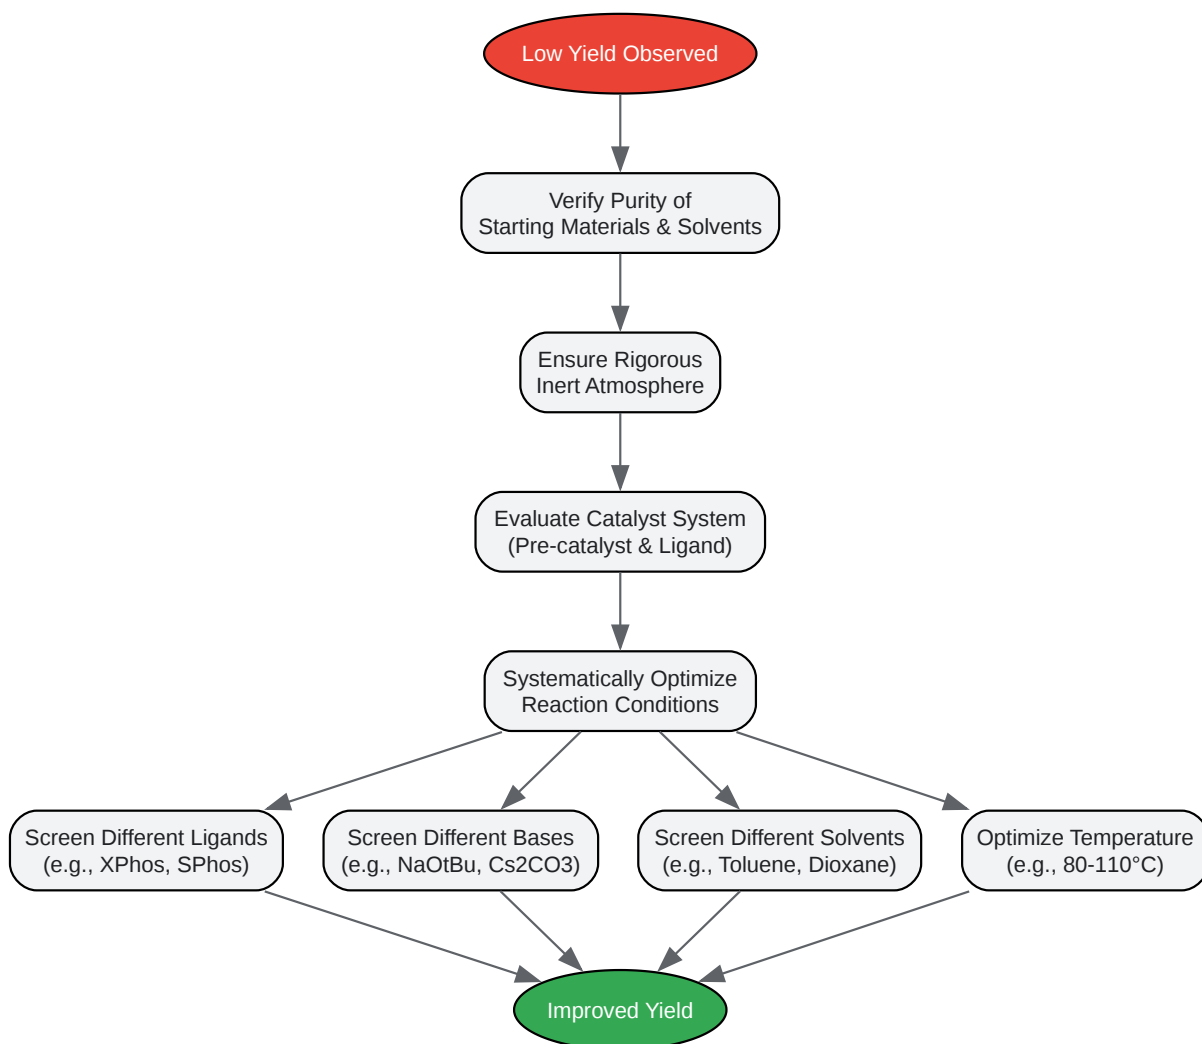 Low Yield Observed
Verify Purity of
Starting Materials & Solvents
Ensure Rigorous
Inert Atmosphere
Evaluate Catalyst System
(Pre-catalyst & Ligand)
Systematically Optimize
Reaction Conditions
Screen Different Ligands
(e.g., XPhos, SPhos)
Screen Different Bases
(e.g., NaOtBu, Cs2CO3)
Screen Different Solvents
(e.g., Toluene, Dioxane)
Optimize Temperature
(e.g., 80-110°C)
Improved Yield